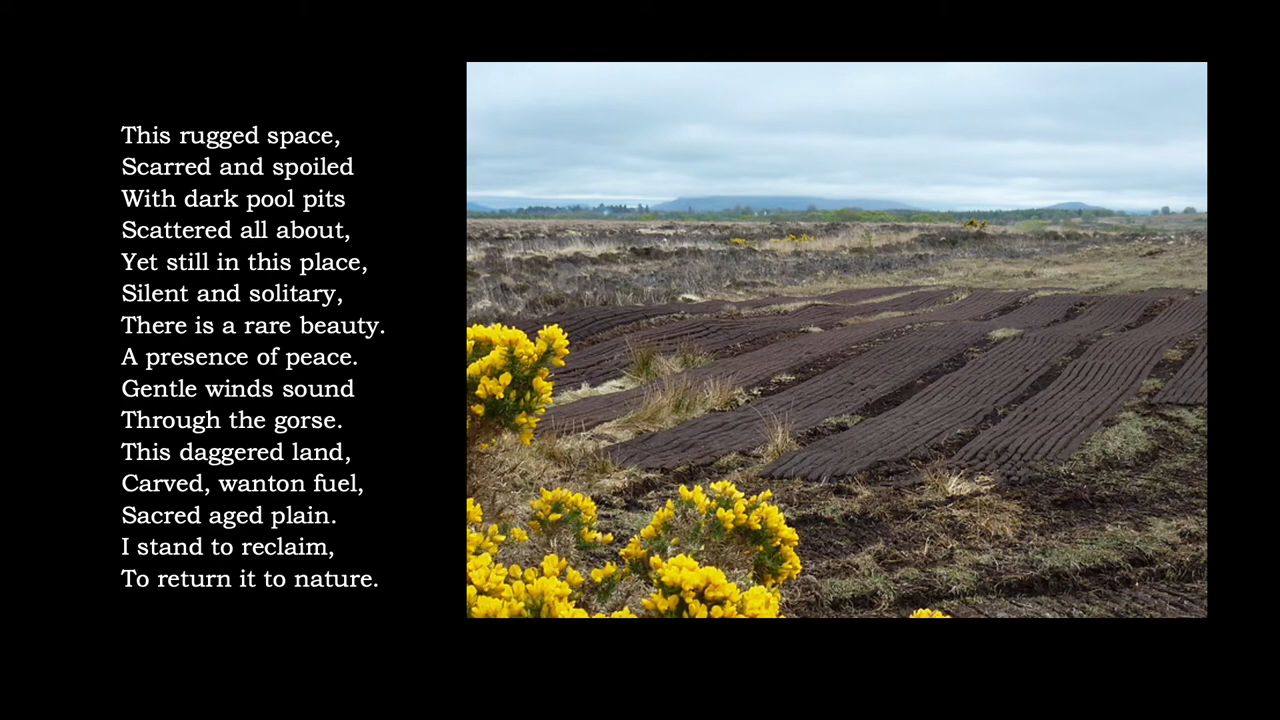 This rugged space,
Scarred and spoiled
With dark pool pits
Scattered all about,
Yet still in this place,
Silent and solitary,
There is a rare beauty.
A presence of peace.
Gentle winds sound
Through the gorse.
This daggered land,
Carved, wanton fuel,
Sacred aged plain.
I stand to reclaim,
To return it to nature.